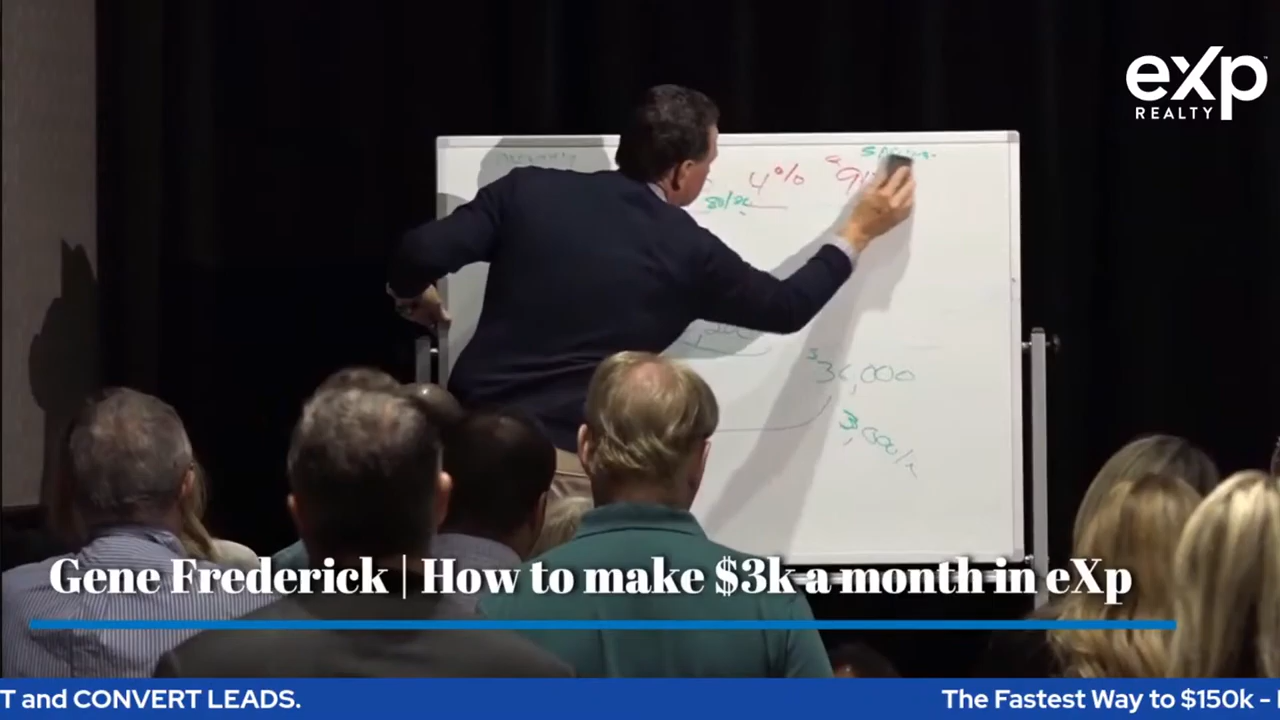 eXp
REALTY
4%
$36,000
3,000/
Gene Frederick | How to make $3k a month in eXp
T and CONVERT LEADS.
The Fastest Way to $150k -